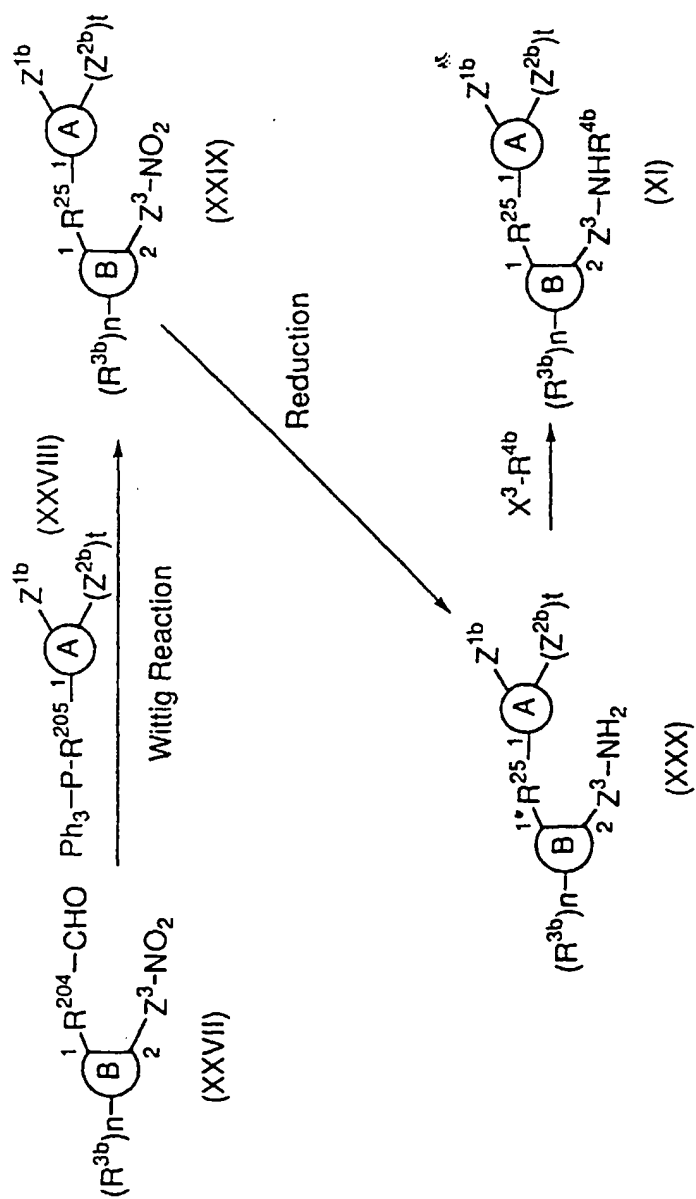 1 R²⁰⁴—CHO
(R³ᵇ)n— B
2 Z³-NO₂
(XXVII)
Z¹ᵇ
Ph₃—P-R²⁰⁵ 1 A
(Z²ᵇ)t
(XXVIII)
Wittig Reaction
Z¹ᵇ
1 R²⁵ 1 A
(Z²ᵇ)t
(R³ᵇ)n— B
2 Z³—NO₂
(XXIX)
Reduction
Z¹ᵇ
1* R²⁵ 1 A
(Z²ᵇ)t
(R³ᵇ)n— B
2 Z³—NH₂
(XXX)
X³-R⁴ᵇ
Z¹ᵇ
1 R²⁵ 1 A
(Z²ᵇ)t
(R³ᵇ)n— B
2 Z³—NHR⁴ᵇ
(XI)